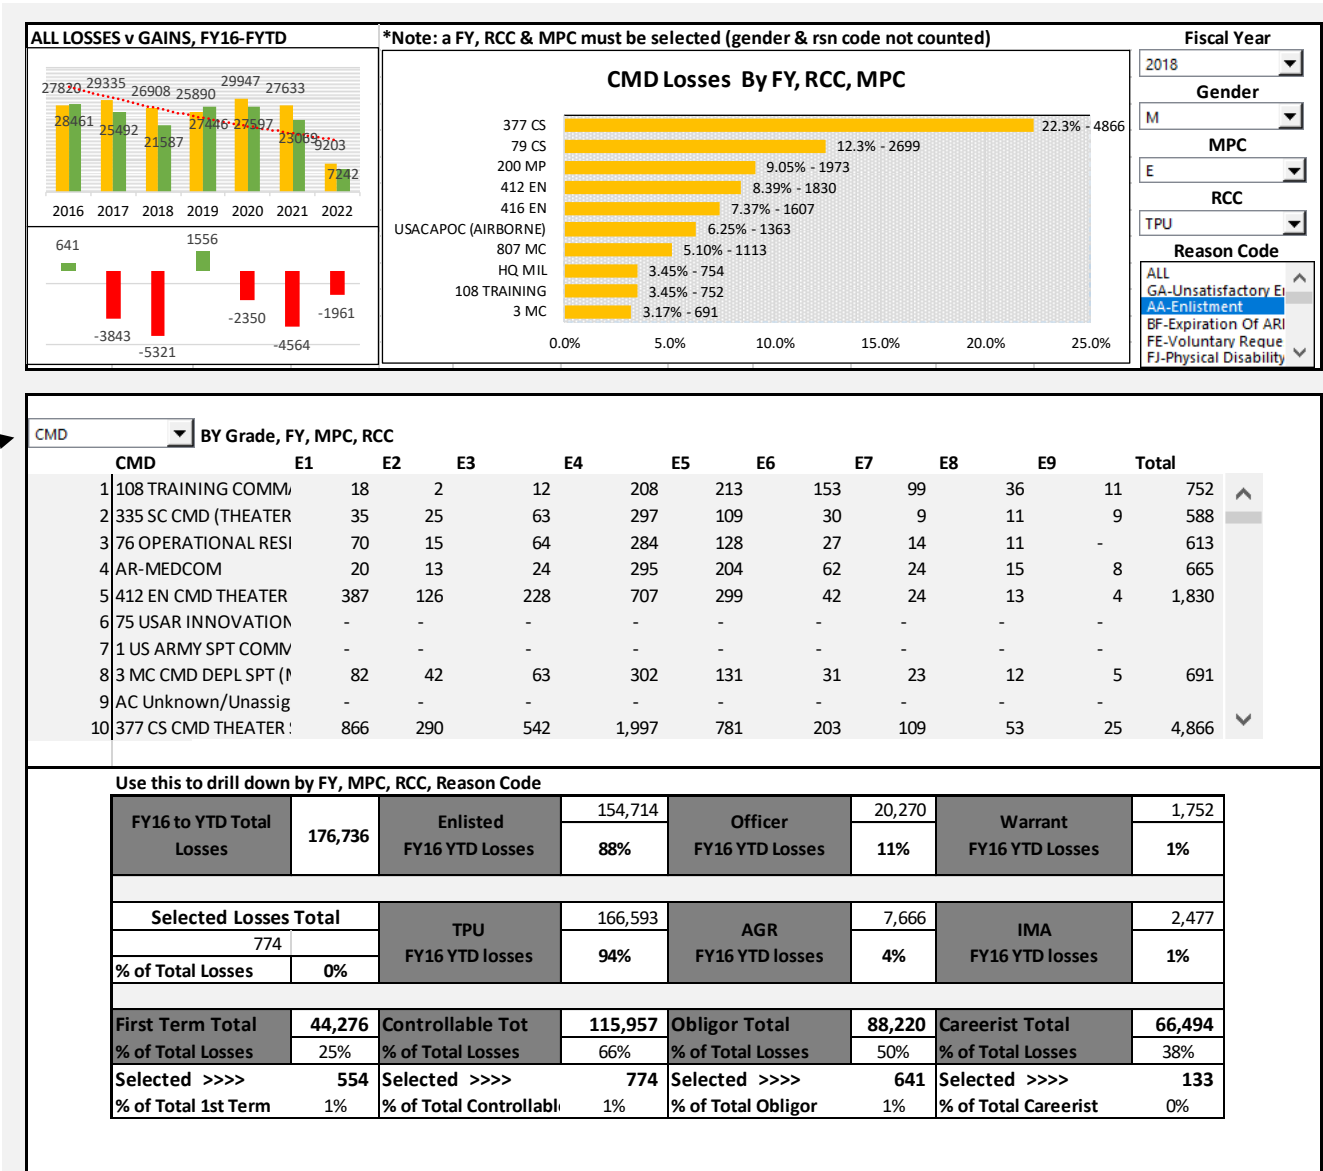 ALL LOSSES v GAINS, FY16-FYTD
*Note: a FY, RCC & MPC must be selected (gender & rsn code not counted)
27820 29335 26908 25890 29947 27633
28461 25492 21587 27446 27597 23069 9203
7242
2016 2017 2018 2019 2020 2021 2022
641 1556
-3843 -5321 -2350 -4564 -1961
CMD Losses By FY, RCC, MPC
377 CS 22.3% - 4866
79 CS 12.3% - 2699
200 MP 9.05% - 1973
412 EN 8.39% - 1830
416 EN 7.37% - 1607
USACAPOC (AIRBORNE) 6.25% - 1363
807 MC 5.10% - 1113
HQ MIL 3.45% - 754
108 TRAINING 3.45% - 752
3 MC 3.17% - 691
0.0% 5.0% 10.0% 15.0% 20.0% 25.0%
Fiscal Year
2018
Gender
M
MPC
E
RCC
TPU
Reason Code
ALL
GA-Unsatisfactory E
AA-Enlistment
BF-Expiration Of ARI
FE-Voluntary Reque
FJ-Physical Disability
CMD BY Grade, FY, MPC, RCC
CMD E1 E2 E3 E4 E5 E6 E7 E8 E9 Total
1 108 TRAINING COMM 18 2 12 208 213 153 99 36 11 752
2 335 SC CMD (THEATER 35 25 63 297 109 30 9 11 9 588
3 76 OPERATIONAL RESI 70 15 64 284 128 27 14 11 - 613
4 AR-MEDCOM 20 13 24 295 204 62 24 15 8 665
5 412 EN CMD THEATER 387 126 228 707 299 42 24 13 4 1,830
6 75 USAR INNOVATION - - - - - - - - -
7 1 US ARMY SPT COMM - - - - - - - - -
8 3 MC CMD DEPL SPT (M 82 42 63 302 131 31 23 12 5 691
9 AC Unknown/Unassig - - - - - - - - -
10 377 CS CMD THEATER 866 290 542 1,997 781 203 109 53 25 4,866
Use this to drill down by FY, MPC, RCC, Reason Code
FY16 to YTD Total Losses 176,736
Enlisted FY16 YTD Losses 154,714 88%
Officer FY16 YTD Losses 20,270 11%
Warrant FY16 YTD Losses 1,752 1%
Selected Losses Total
774
% of Total Losses 0%
TPU FY16 YTD losses 166,593 94%
AGR FY16 YTD losses 7,666 4%
IMA FY16 YTD losses 2,477 1%
First Term Total 44,276 Controllable Tot 115,957 Obligor Total 88,220 Careerist Total 66,494
% of Total Losses 25% % of Total Losses 66% % of Total Losses 50% % of Total Losses 38%
Selected >>>> 554 Selected >>>> 774 Selected >>>> 641 Selected >>>> 133
% of Total 1st Term 1% % of Total Controllabl 1% % of Total Obligor 1% % of Total Careerist 0%